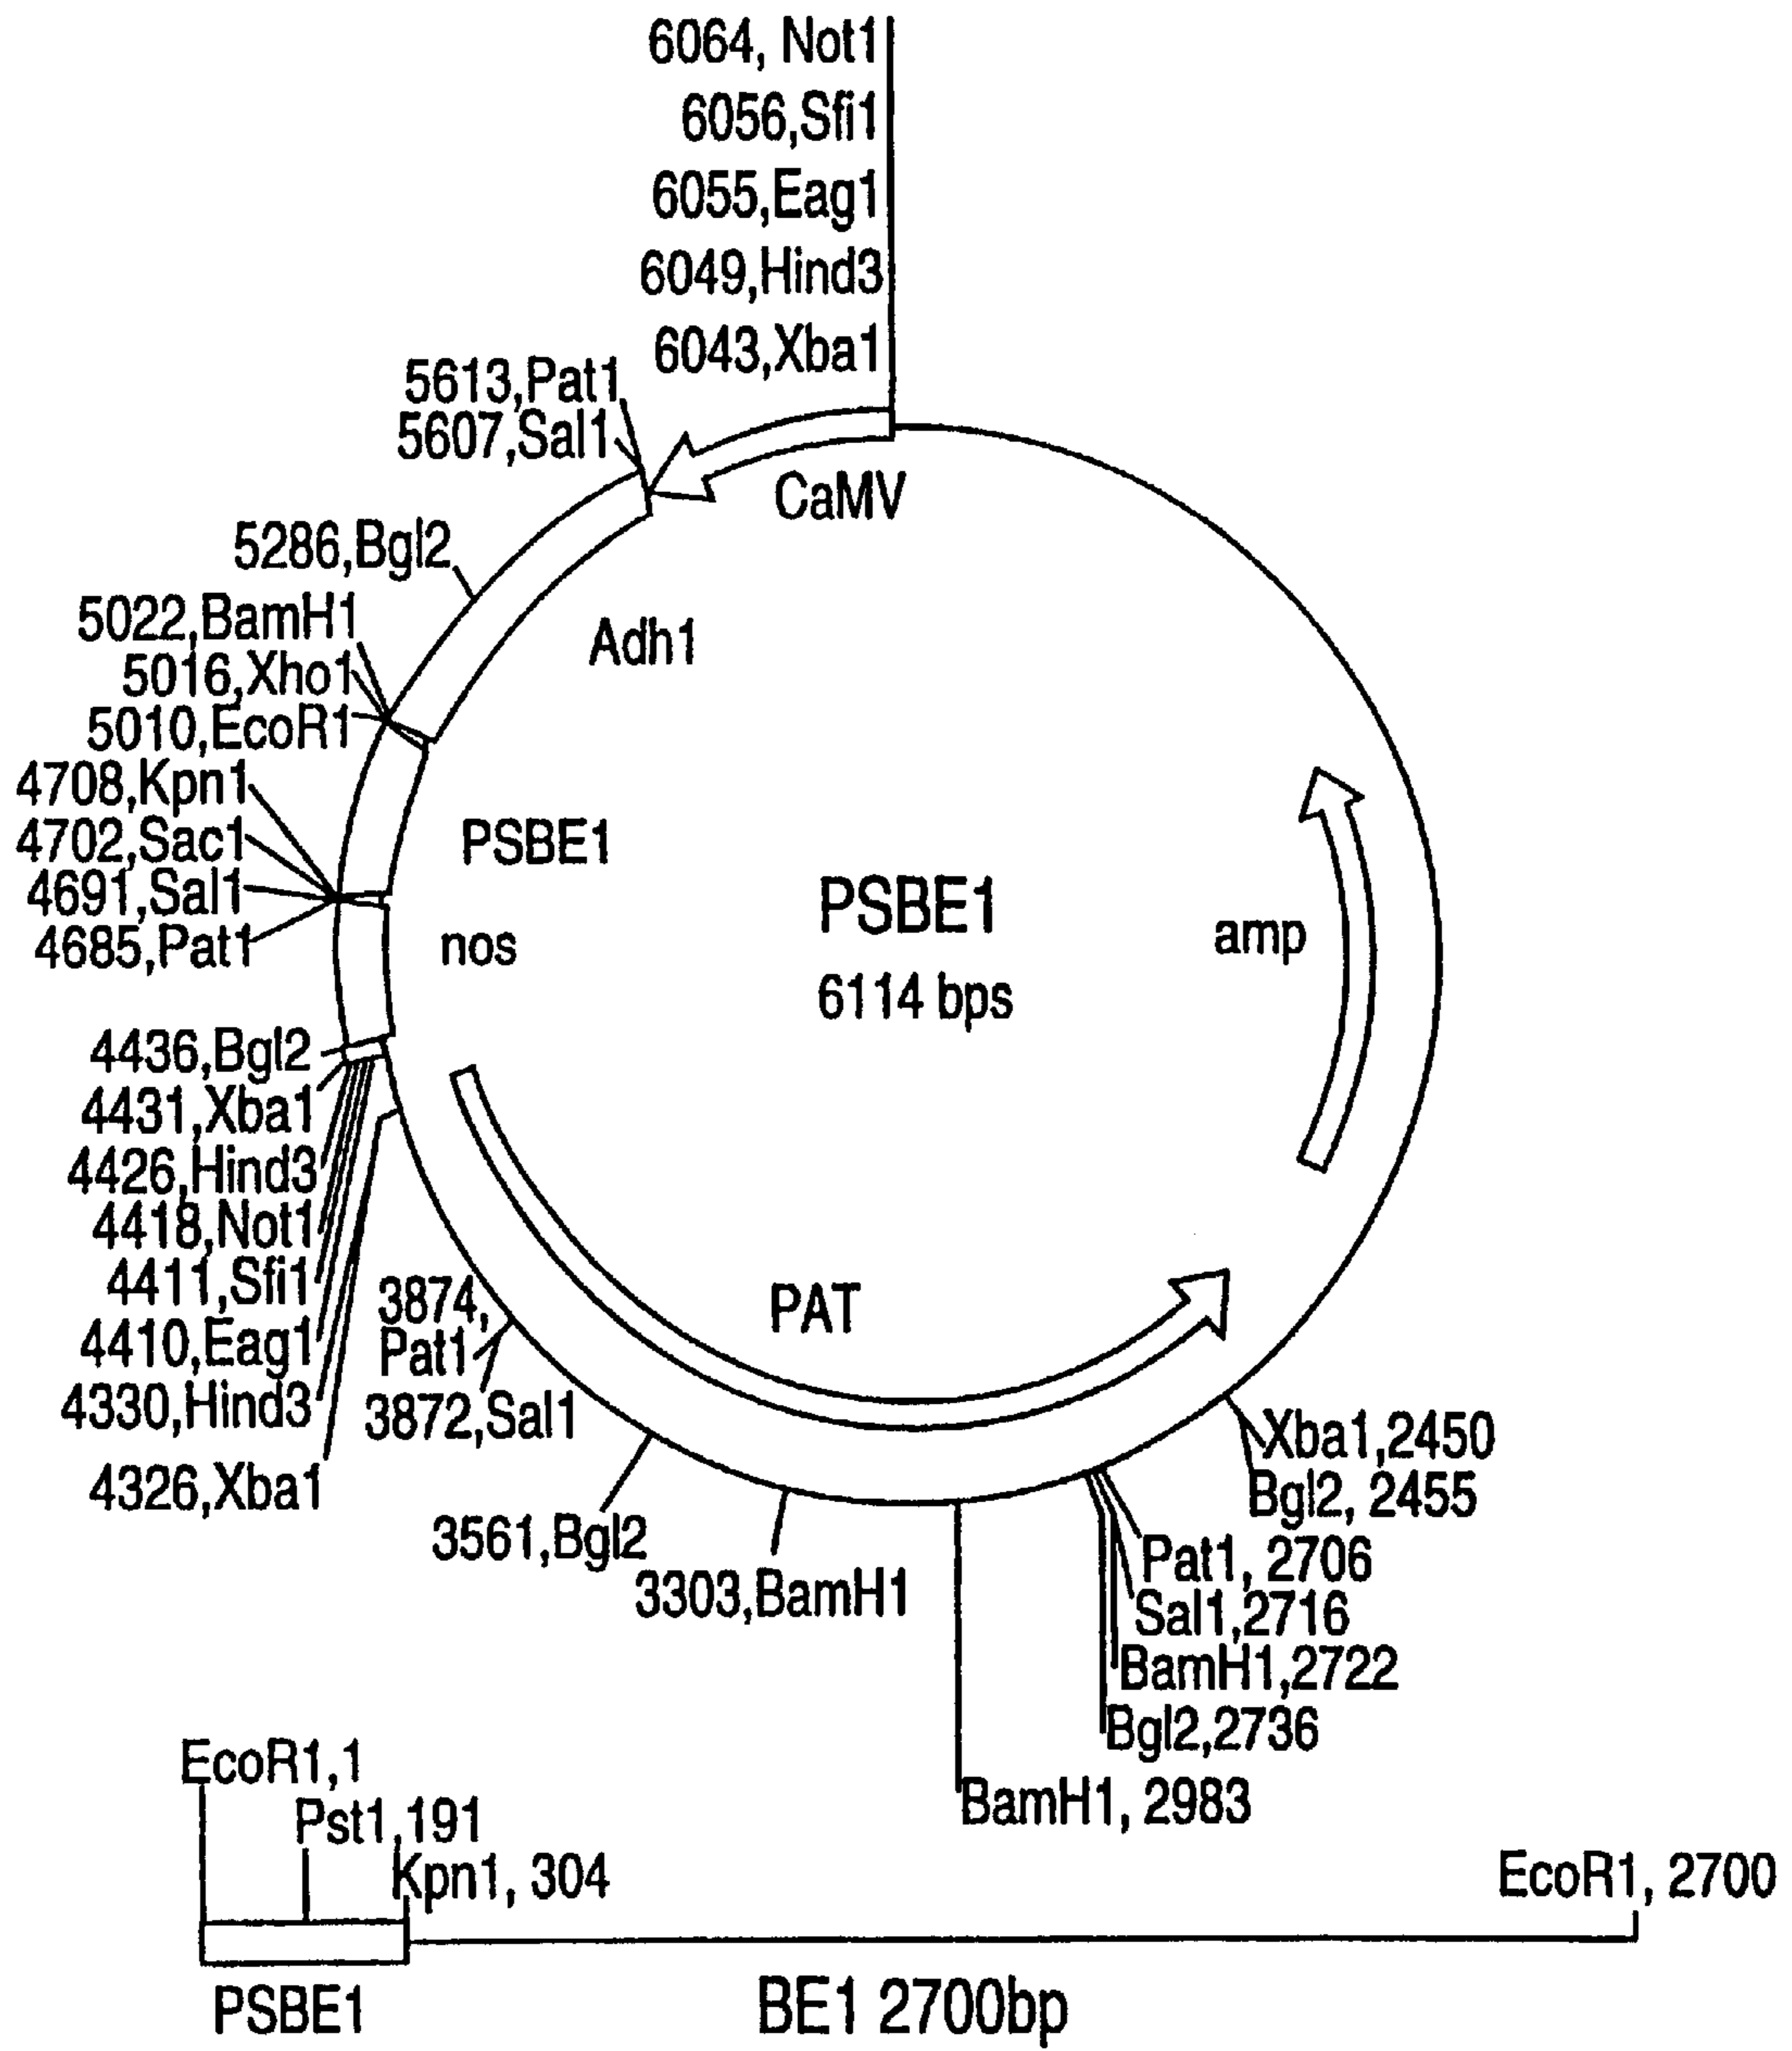 6064, Not1
6056,Sfi1
6055,Eag1
6049,Hind3
6043,Xba1
5613,Pat1
5607,Sal1
CaMV
5286,Bgl2
5022,BamH1
5016,Xho1
5010,EcoR1
Adh1
4708,Kpn1
4702,Sac1
4691,Sal1
4685,Pat1
PSBE1
nos
PSBE1
6114 bps
amp
4436,Bgl2
4431,Xba1
4426,Hind3
4418,Not1
4411,Sfi1
4410,Eag1
4330,Hind3
4326,Xba1
3874,
Pat1
3872,Sal1
PAT
3561,Bgl2
3303,BamH1
Xba1,2450
Bgl2, 2455
Pat1, 2706
Sal1,2716
BamH1,2722
Bgl2,2736
BamH1, 2983
EcoR1,1
Pst1,191
Kpn1, 304
EcoR1, 2700
PSBE1
BE1 2700bp